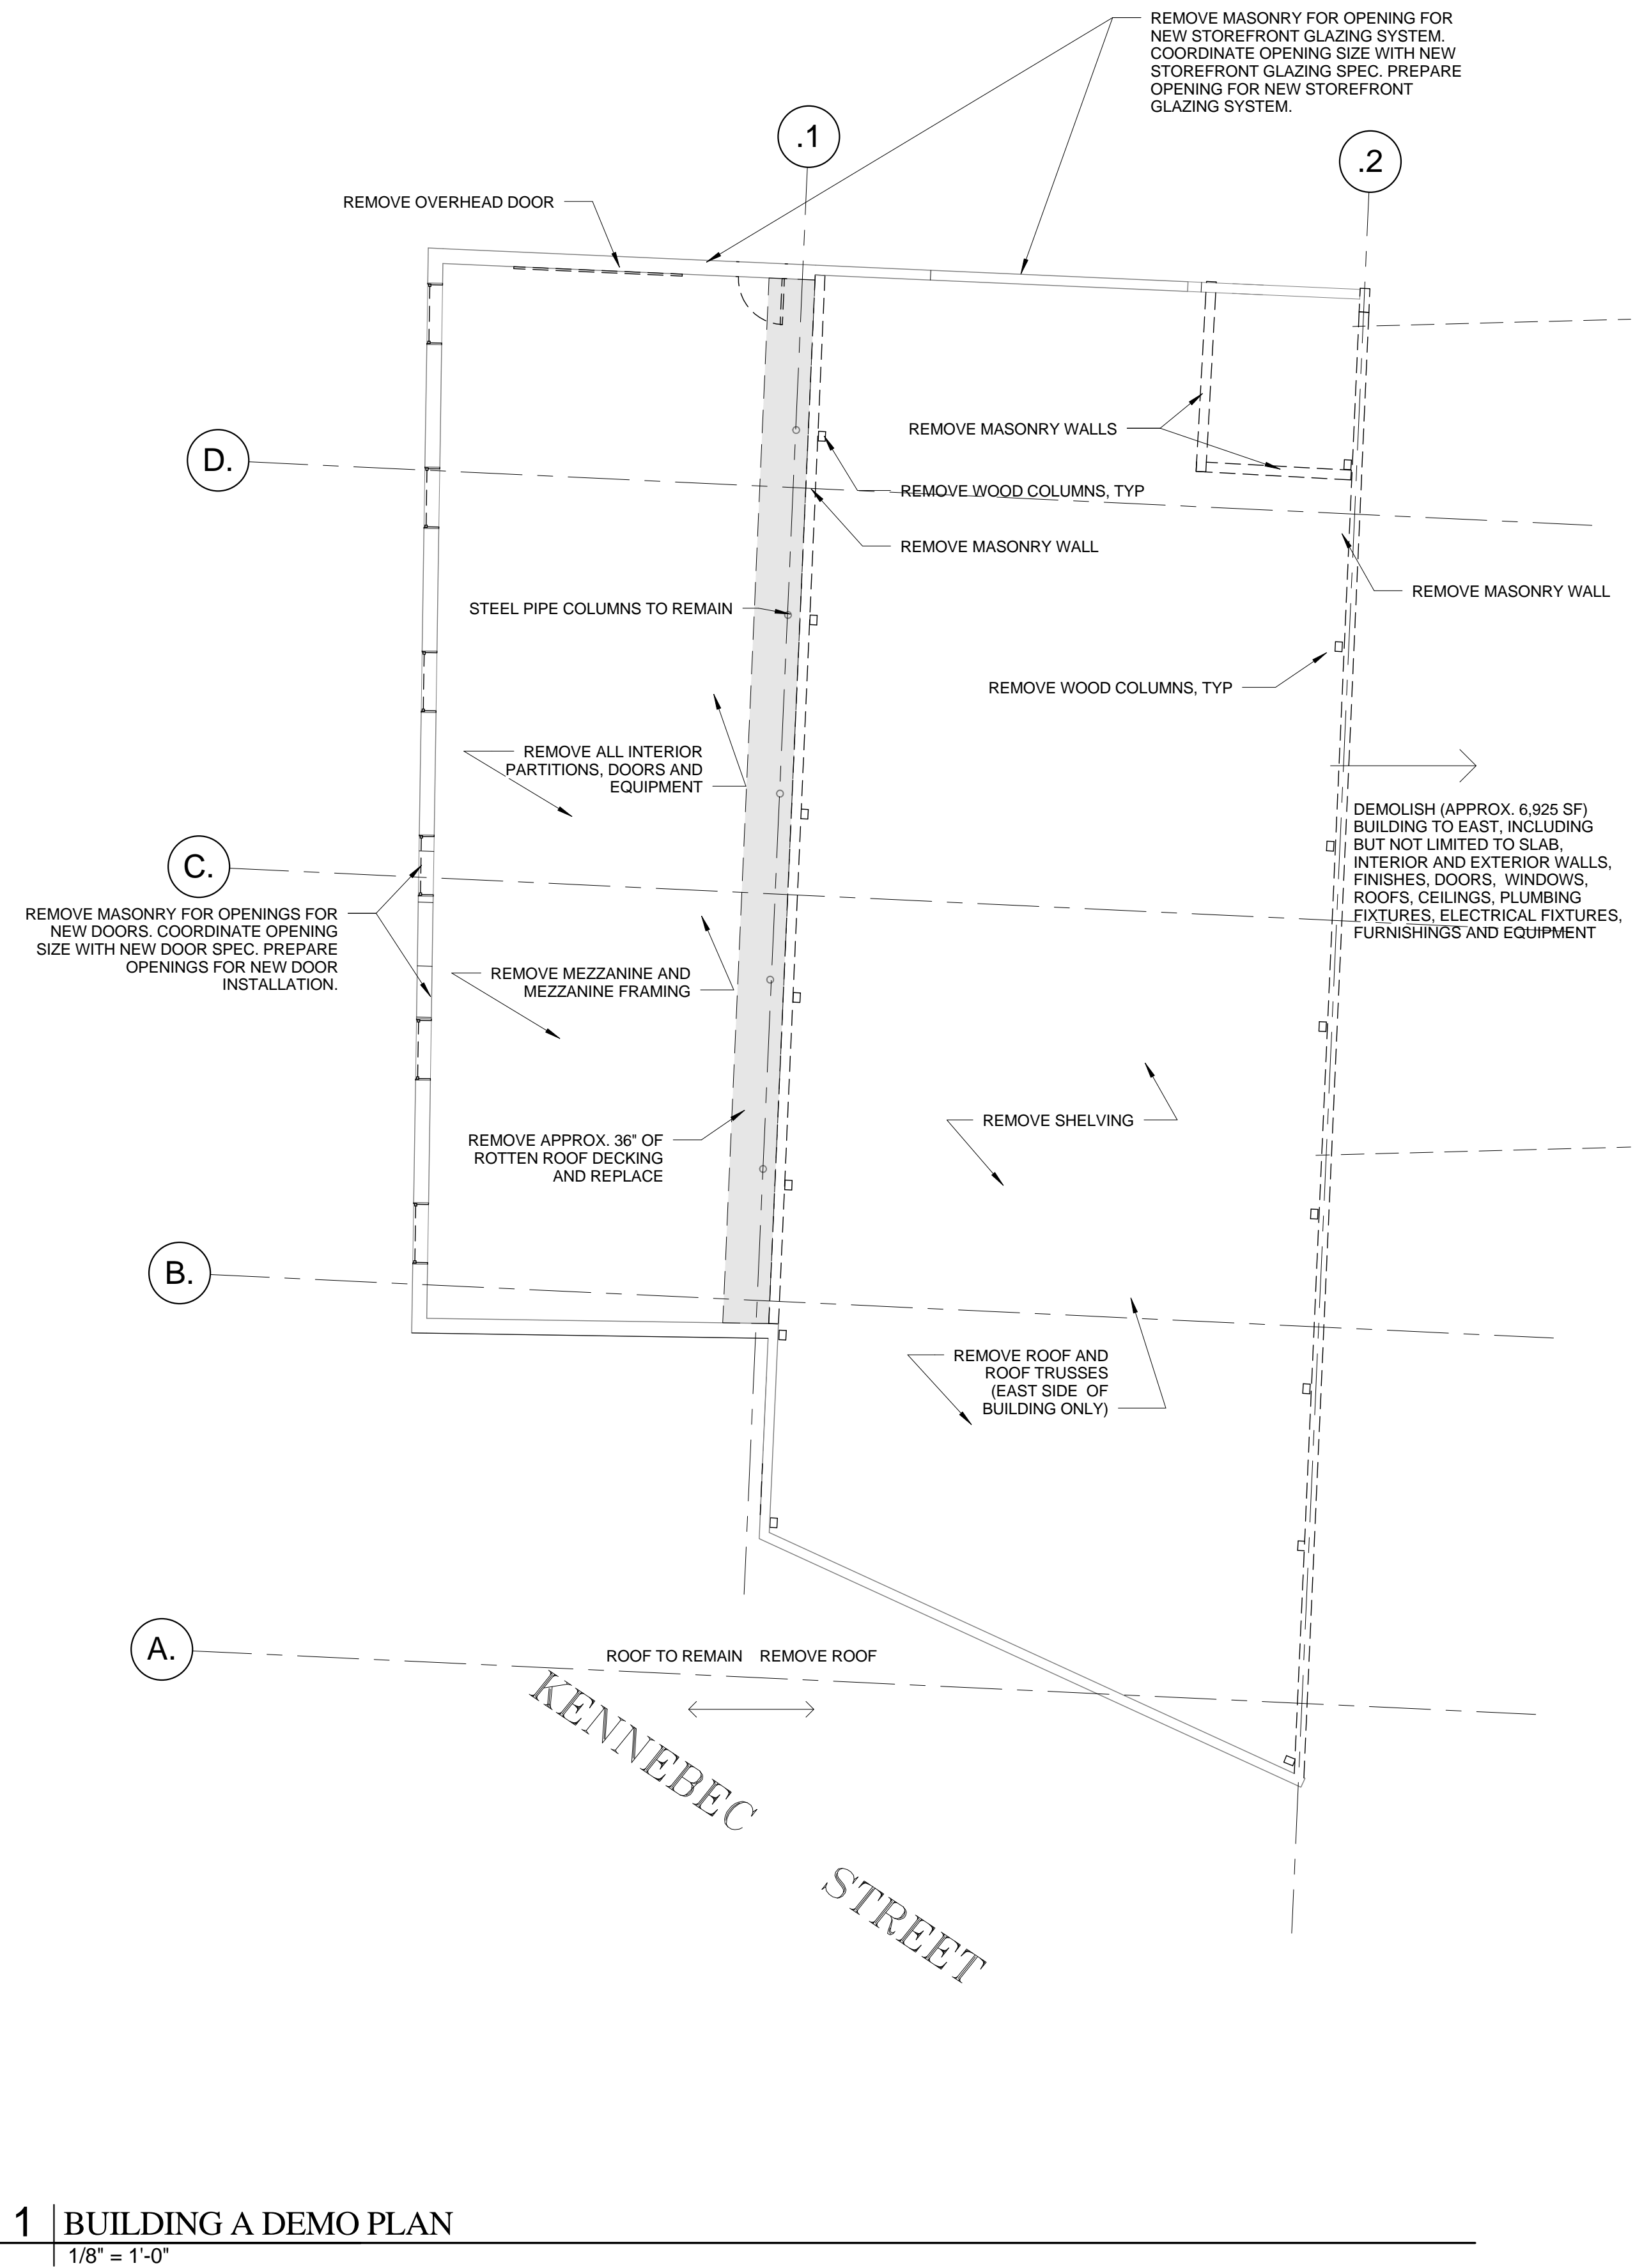 REMOVE MASONRY FOR OPENING FOR
NEW STOREFRONT GLAZING SYSTEM.
COORDINATE OPENING SIZE WITH NEW
STOREFRONT GLAZING SPEC. PREPARE
OPENING FOR NEW STOREFRONT
GLAZING SYSTEM.
.1
.2
REMOVE OVERHEAD DOOR
REMOVE MASONRY WALLS
D.
REMOVE WOOD COLUMNS, TYP
REMOVE MASONRY WALL
REMOVE MASONRY WALL
STEEL PIPE COLUMNS TO REMAIN
REMOVE WOOD COLUMNS, TYP
REMOVE ALL INTERIOR
PARTITIONS, DOORS AND
EQUIPMENT
DEMOLISH (APPROX. 6,925 SF)
BUILDING TO EAST, INCLUDING
BUT NOT LIMITED TO SLAB,
INTERIOR AND EXTERIOR WALLS,
FINISHES, DOORS, WINDOWS,
ROOFS, CEILINGS, PLUMBING
FIXTURES, ELECTRICAL FIXTURES,
FURNISHINGS AND EQUIPMENT
C.
REMOVE MASONRY FOR OPENINGS FOR
NEW DOORS. COORDINATE OPENING
SIZE WITH NEW DOOR SPEC. PREPARE
OPENINGS FOR NEW DOOR
INSTALLATION.
REMOVE MEZZANINE AND
MEZZANINE FRAMING
REMOVE SHELVING
REMOVE APPROX. 36" OF
ROTTEN ROOF DECKING
AND REPLACE
B.
REMOVE ROOF AND
ROOF TRUSSES
(EAST SIDE OF
BUILDING ONLY)
A.
ROOF TO REMAIN
REMOVE ROOF
KENNEBEC
STREET
1
BUILDING A DEMO PLAN
1/8" = 1'-0"